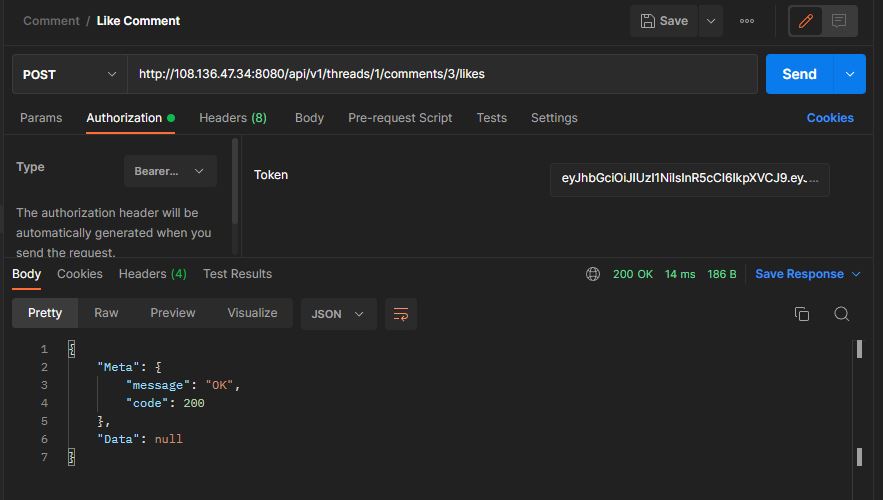 Comment / Like Comment
Save
POST http://108.136.47.34:8080/api/v1/threads/1/comments/3/likes Send
Params Authorization Headers (8) Body Pre-request Script Tests Settings Cookies
Type Bearer...
The authorization header will be
automatically generated when you
send the request.
Token eyJhbGciOiJIUzI1NiIsInR5cCI6IkpXVCJ9.eyJ...
Body Cookies Headers (4) Test Results 200 OK 14 ms 186 B Save Response
Pretty Raw Preview Visualize JSON
1 {
2 "Meta": {
3 "message": "OK",
4 "code": 200
5 },
6 "Data": null
7 }